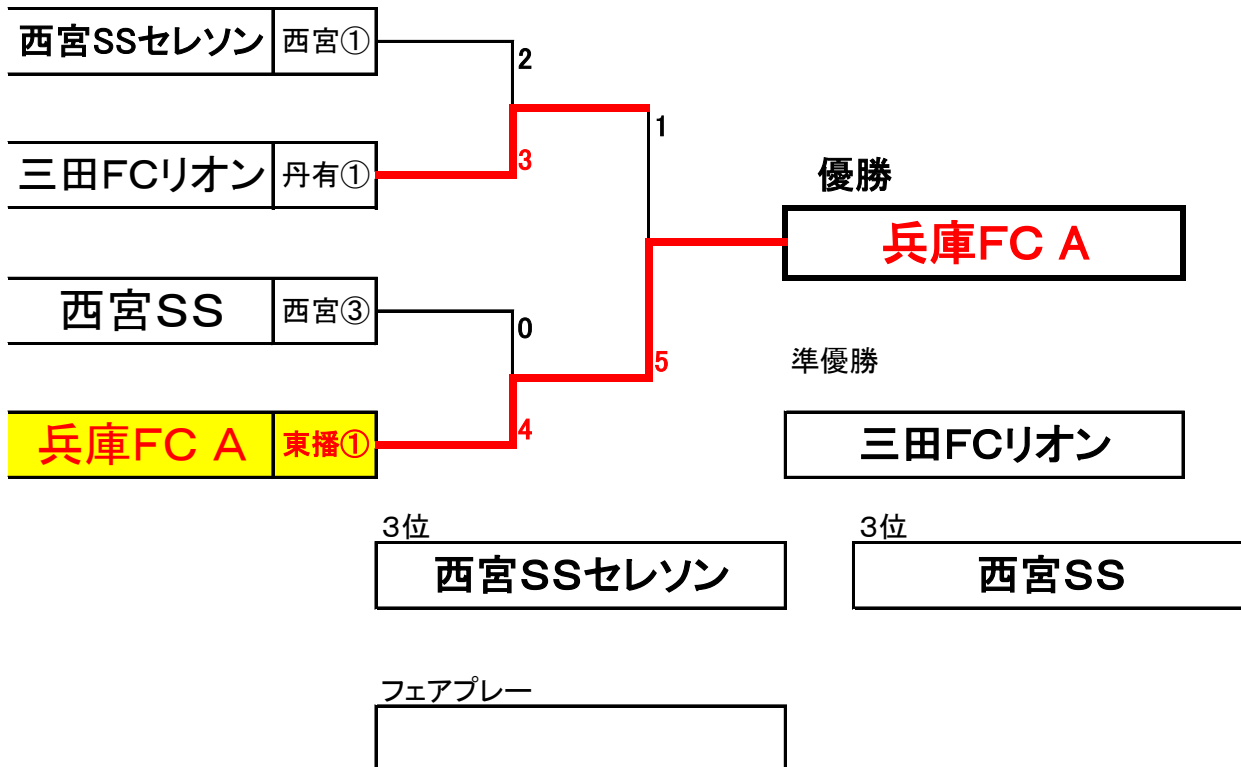 西宮SSセレソン 西宮①
2
1
三田FCリオン 丹有①
3
優勝
兵庫FC A
西宮SS 西宮③
0
5
準優勝
兵庫FC A 東播①
4
三田FCリオン
3位
西宮SSセレソン
3位
西宮SS
フェアプレー